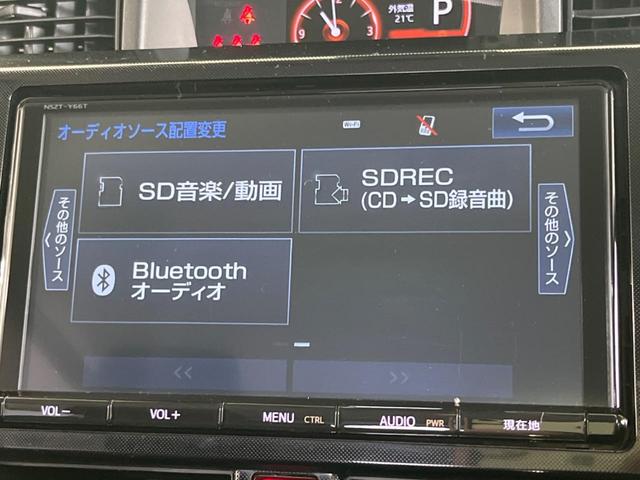 外気温
21℃
P
12
9
3
NSZT-Y66T
オーディオソース配置変更
Wi-Fi
SD音楽/動画
SDREC
(CD➡SD録音曲)
その他のソース
その他のソース
Bluetooth
オーディオ
<<
>>
VOL-
VOL+
MENU CTRL
AUDIO PWR
現在地